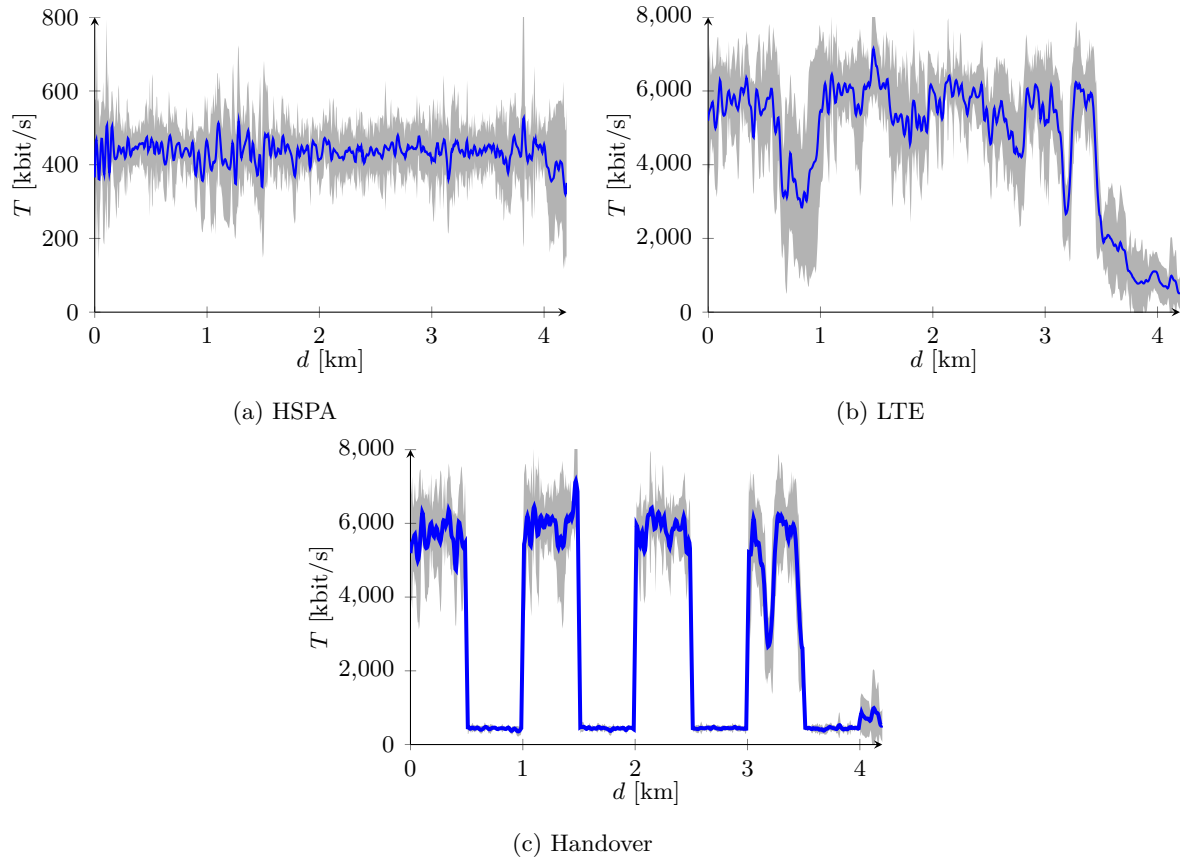 800
600
400
200
0
T [kbit/s]
0 1 2 3 4
d [km]
(a) HSPA
8,000
6,000
4,000
2,000
0
T [kbit/s]
0 1 2 3 4
d [km]
(b) LTE
8,000
6,000
4,000
2,000
0
T [kbit/s]
0 1 2 3 4
d [km]
(c) Handover